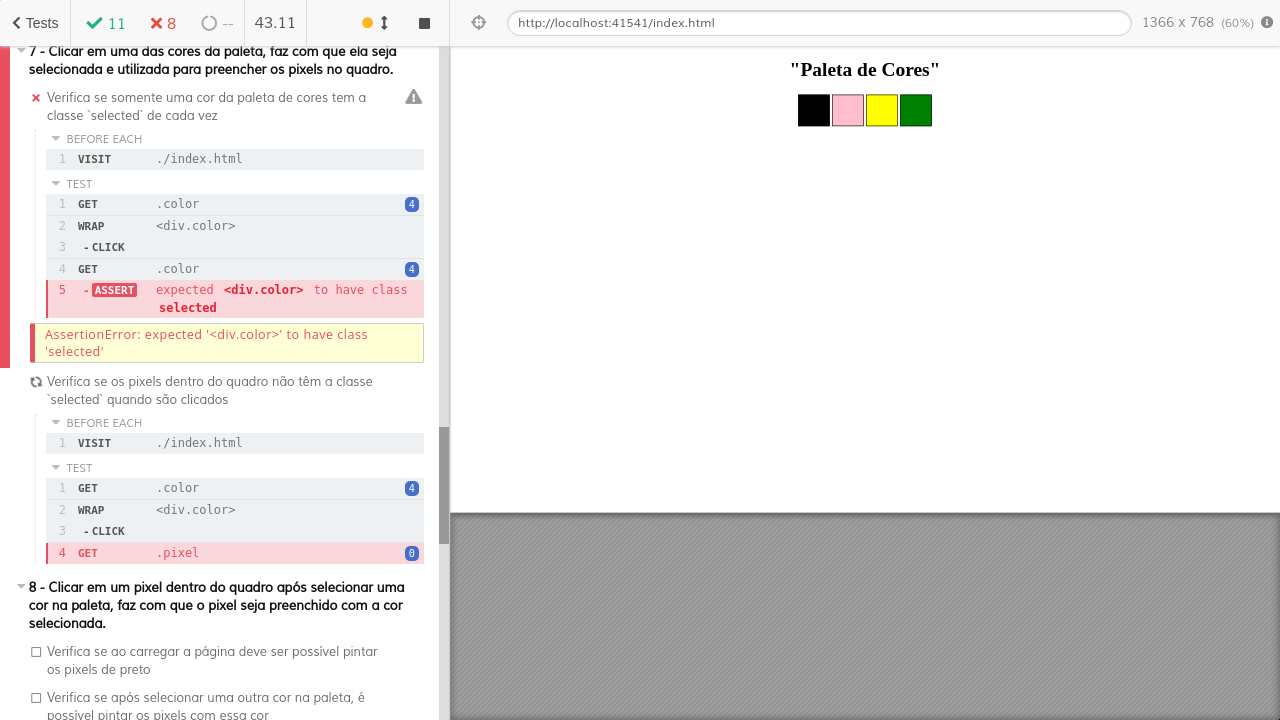 Tests 11 8 -- 43.11 http://localhost:41541/index.html 1366 x 768 (60%)
7 - Clicar em uma das cores da paleta, faz com que ela seja
selecionada e utilizada para preencher os pixels no quadro.
Verifica se somente uma cor da paleta de cores tem a
classe `selected` de cada vez
BEFORE EACH
1 VISIT ./index.html
TEST
1 GET .color 4
2 WRAP <div.color>
3 -CLICK
4 GET .color 4
5 -ASSERT expected <div.color> to have class
selected
AssertionError: expected '<div.color>' to have class
'selected'
Verifica se os pixels dentro do quadro não têm a classe
`selected` quando são clicados
BEFORE EACH
1 VISIT ./index.html
TEST
1 GET .color 4
2 WRAP <div.color>
3 -CLICK
4 GET .pixel 0
8 - Clicar em um pixel dentro do quadro após selecionar uma
cor na paleta, faz com que o pixel seja preenchido com a cor
selecionada.
Verifica se ao carregar a página deve ser possível pintar
os pixels de preto
Verifica se após selecionar uma outra cor na paleta, é
possível pintar os pixels com essa cor
"Paleta de Cores"